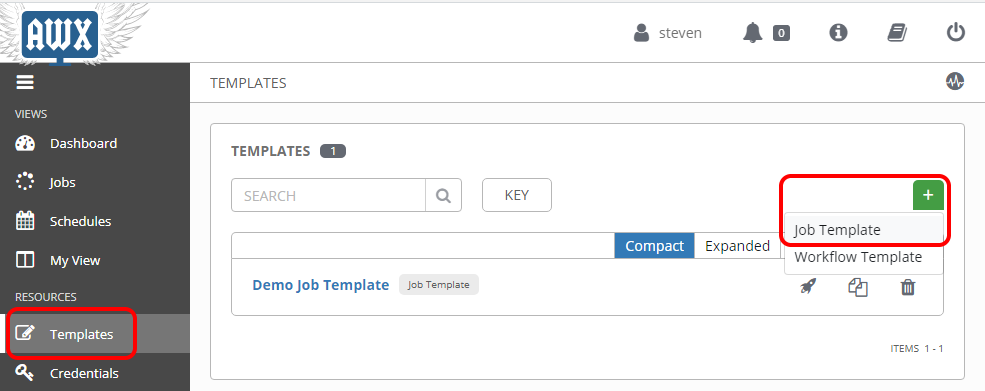 AWX
steven
0
VIEWS
Dashboard
Jobs
Schedules
My View
RESOURCES
Templates
Credentials
TEMPLATES
TEMPLATES 1
SEARCH
KEY
+
Job Template
Workflow Template
Compact Expanded
Demo Job Template Job Template
ITEMS 1 - 1